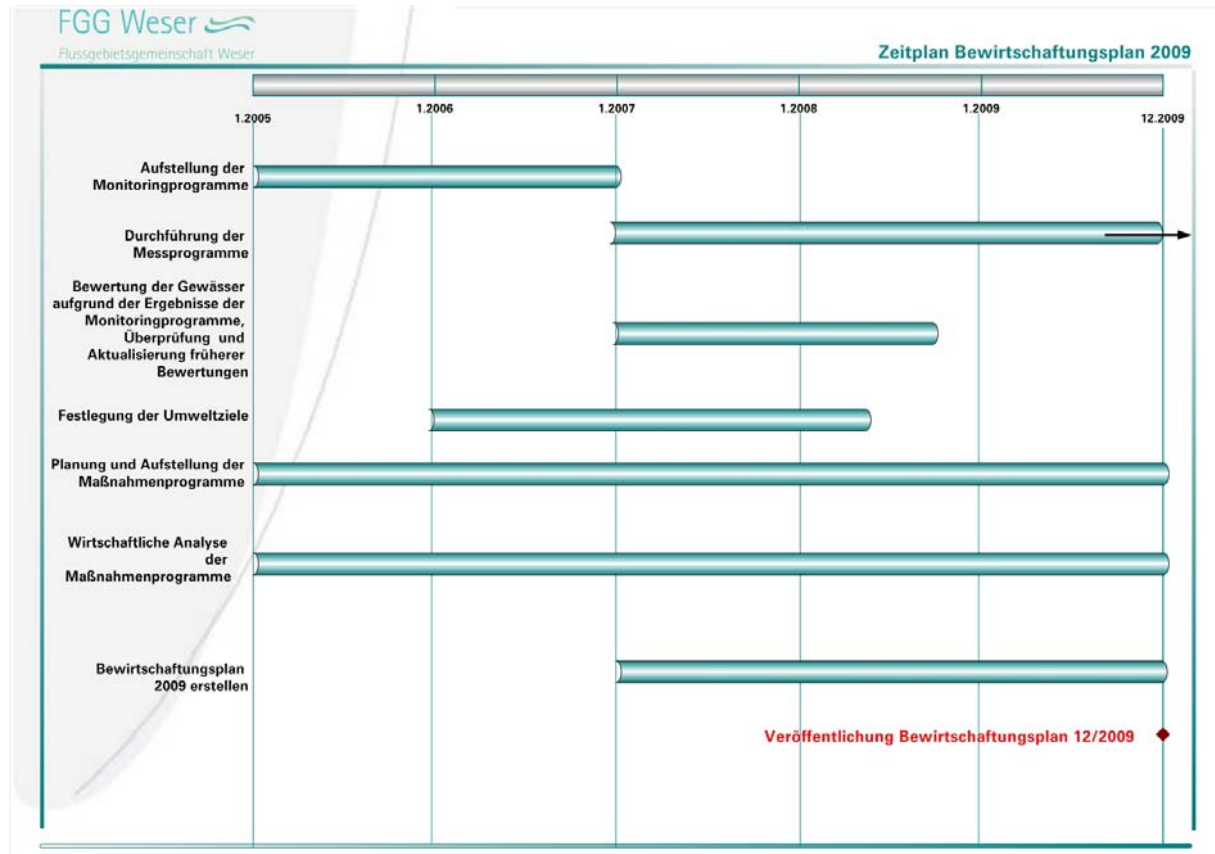 FGG Weser
Flussgebietsgemeinschaft Weser
Zeitplan Bewirtschaftungsplan 2009
1.2005
1.2006
1.2007
1.2008
1.2009
12.2009
Aufstellung der
Monitoringprogramme
Durchführung der
Messprogramme
Bewertung der Gewässer
aufgrund der Ergebnisse der
Monitoringprogramme,
Überprüfung und
Aktualisierung früherer
Bewertungen
Festlegung der Umweltziele
Planung und Aufstellung der
Maßnahmenprogramme
Wirtschaftliche Analyse
der
Maßnahmenprogramme
Bewirtschaftungsplan
2009 erstellen
Veröffentlichung Bewirtschaftungsplan 12/2009